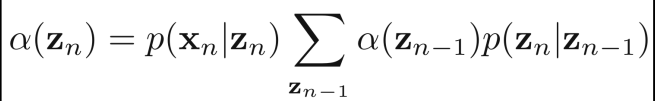 α(z_n) = p(x_n|z_n) ∑_{z_{n−1}} α(z_{n−1})p(z_n|z_{n−1})